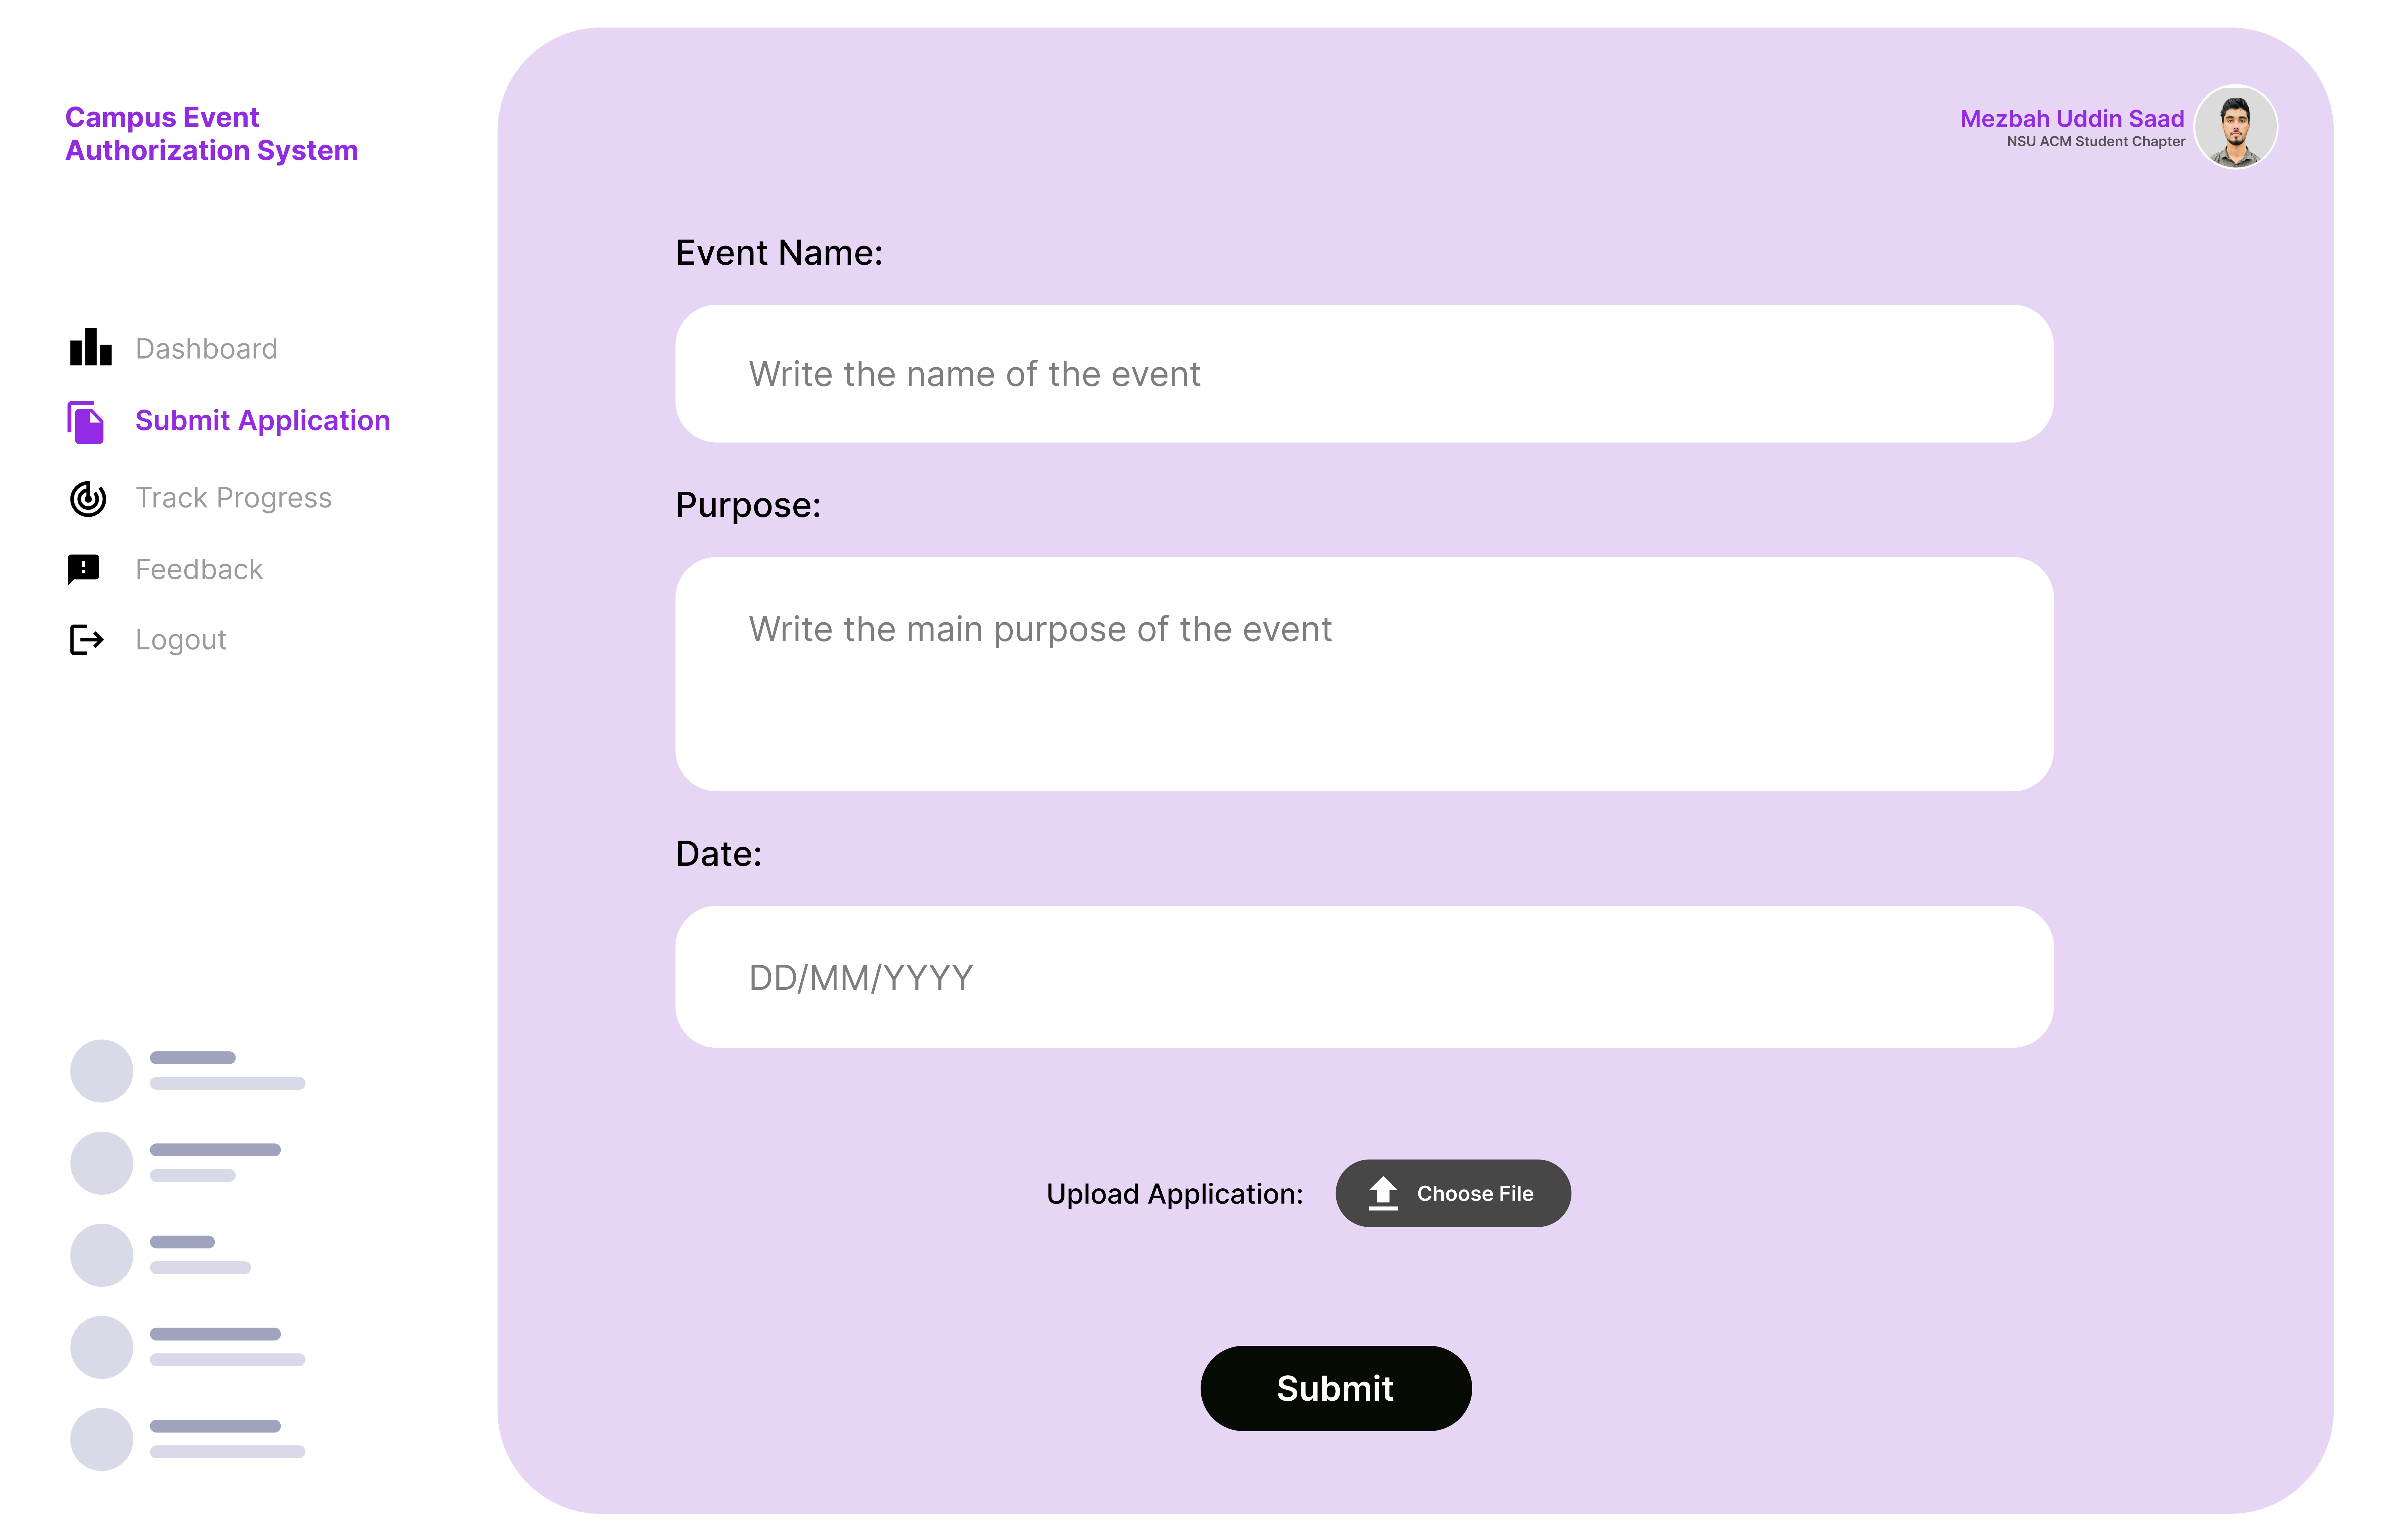 Campus Event
Authorization System
Dashboard
Submit Application
Track Progress
Feedback
Logout
Mezbah Uddin Saad
NSU ACM Student Chapter
Event Name:
Write the name of the event
Purpose:
Write the main purpose of the event
Date:
DD/MM/YYYY
Upload Application:
Choose File
Submit